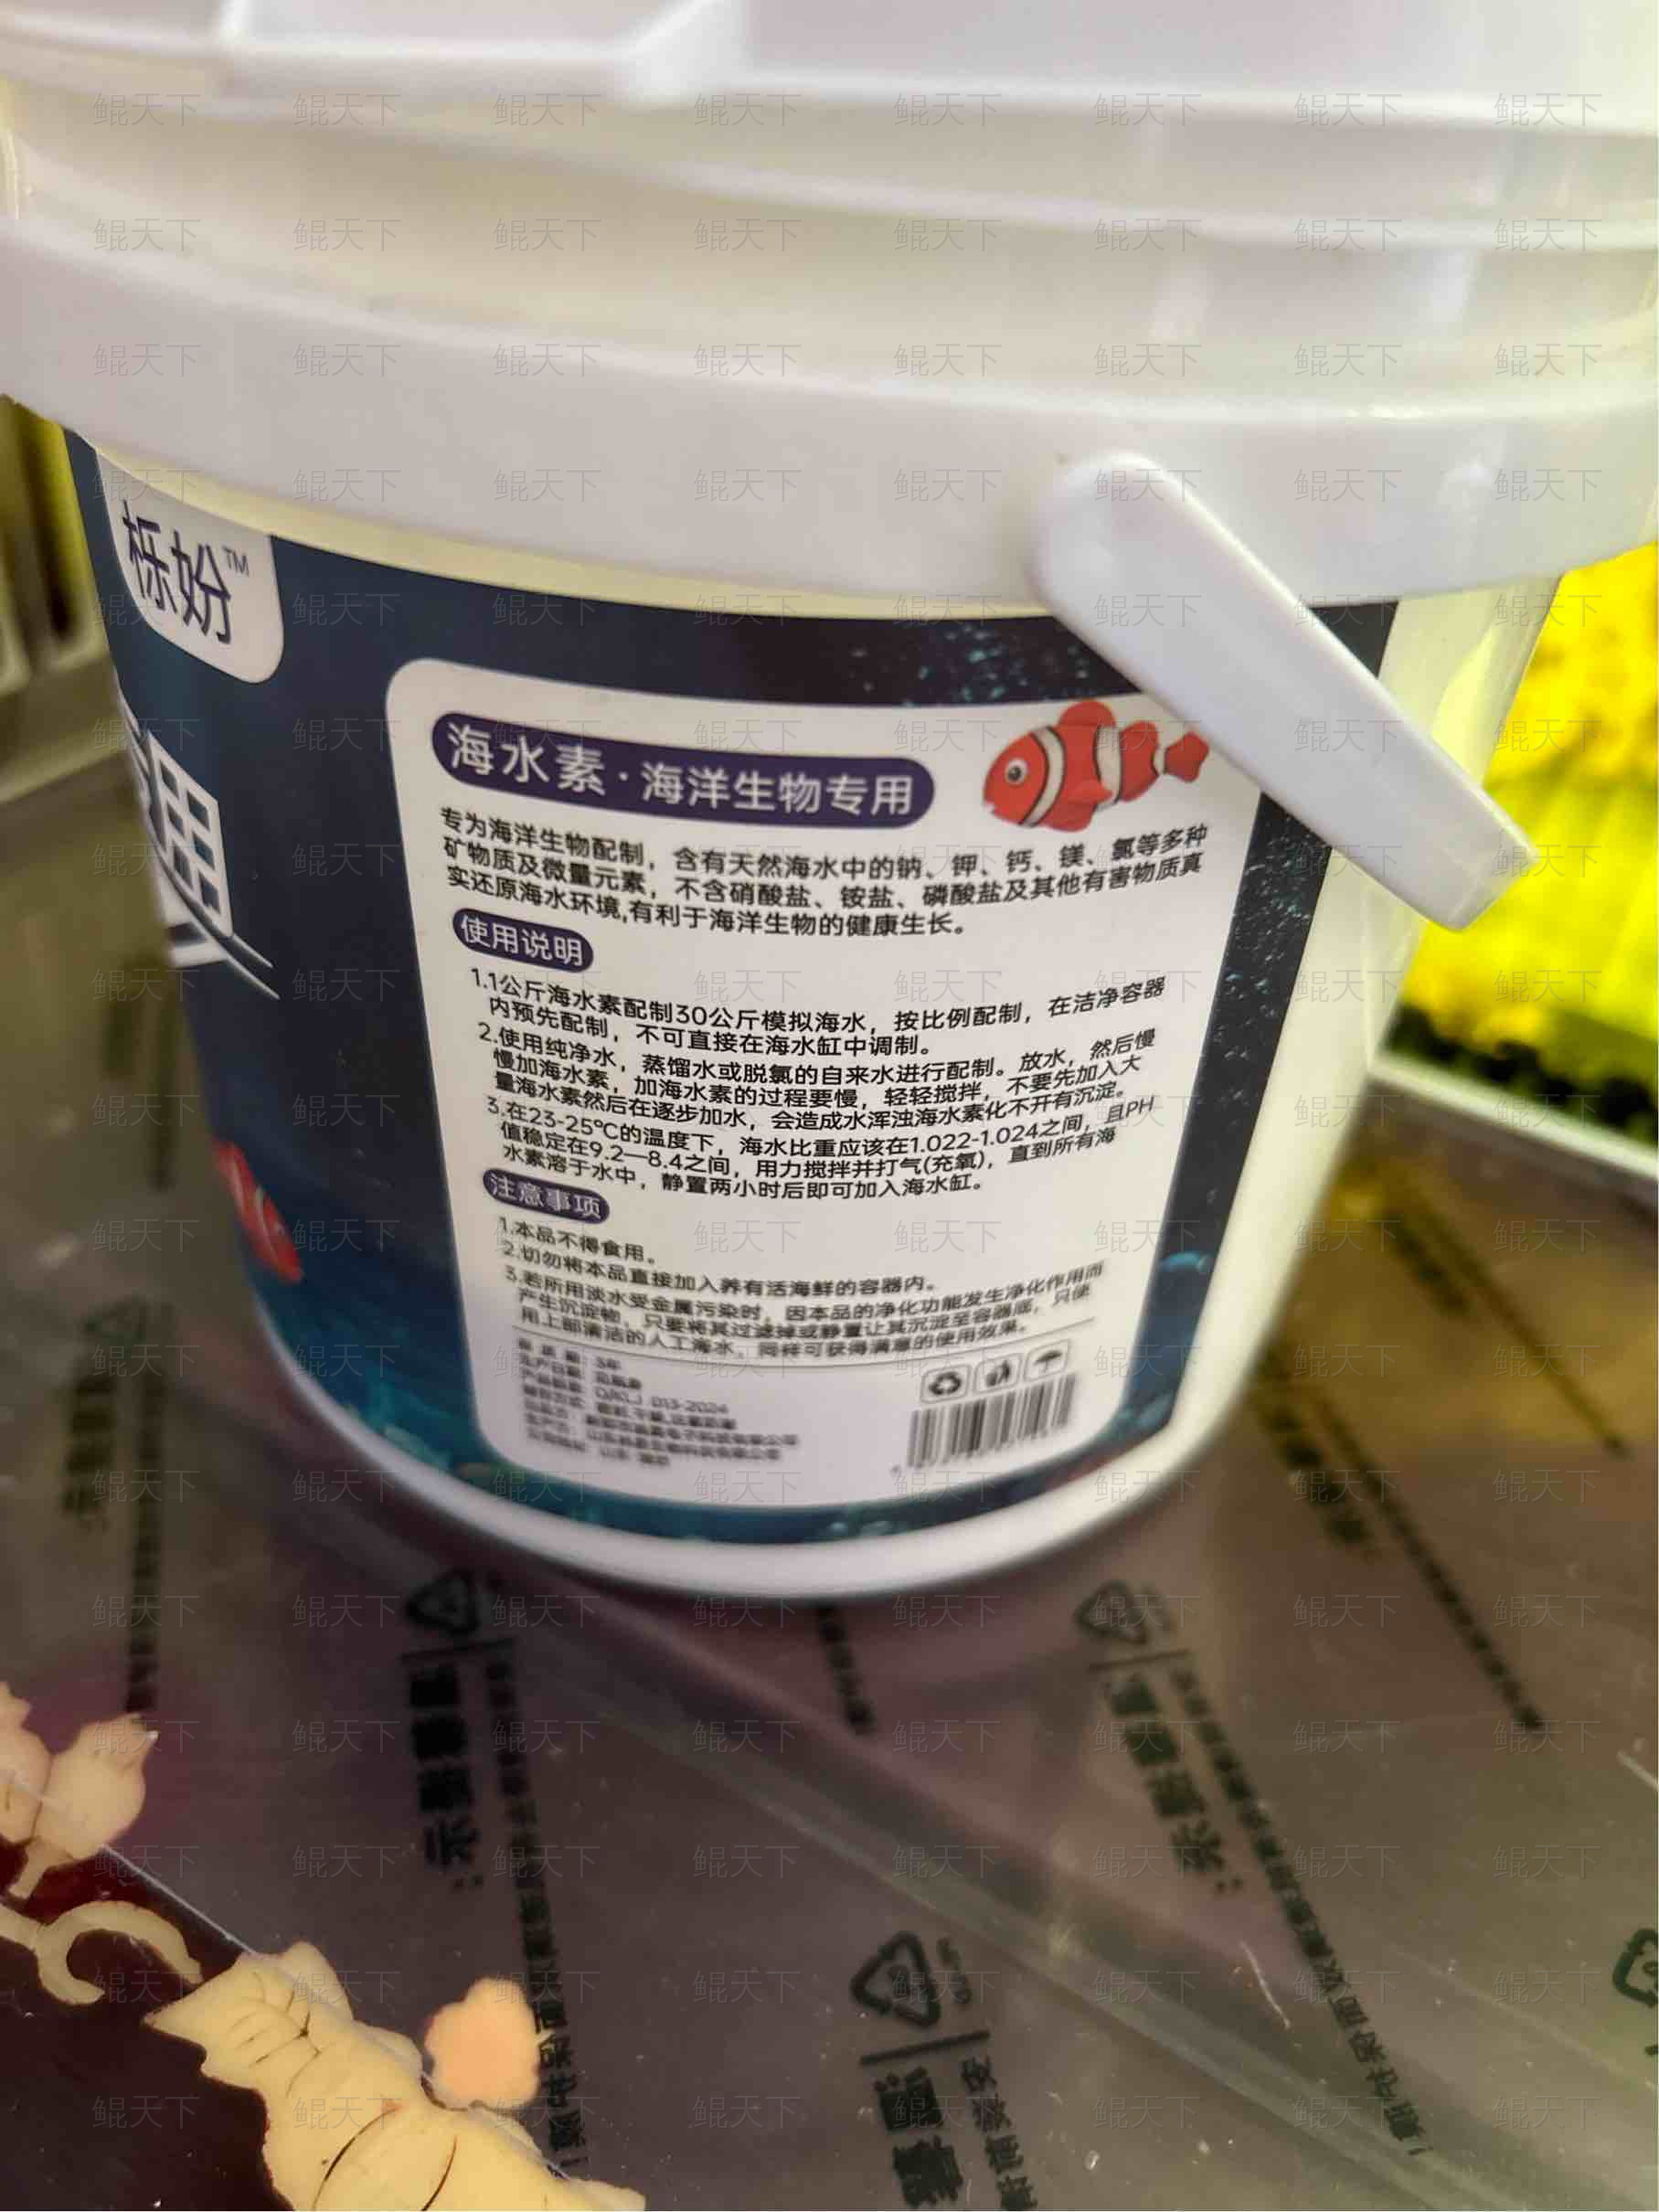 栎妢™
海水素·海洋生物专用
专为海洋生物配制，含有天然海水中的钠、钾、钙、镁、氯等多种
矿物质及微量元素，不含硝酸盐、铵盐、磷酸盐及其他有害物质真
实还原海水环境,有利于海洋生物的健康生长。
使用说明
1.1公斤海水素配制30公斤模拟海水，按比例配制，在洁净容器
内预先配制，不可直接在海水缸中调制。
2.使用纯净水，蒸馏水或脱氯的自来水进行配制。放水，然后慢
慢加海水素，加海水素的过程要慢，轻轻搅拌，不要先加入大
量海水素然后在逐步加水，会造成水浑浊海水素化不开有沉淀。
3.在23-25℃的温度下，海水比重应该在1.022-1.024之间，且PH
值稳定在9.2—8.4之间，用力搅拌并打气(充氧)，直到所有海
水素溶于水中，静置两小时后即可加入海水缸。
注意事项
1.本品不得食用。
2.切勿将本品直接加入养有活海鲜的容器内。
3.若所用淡水受金属污染时，因本品的净化功能发生净化作用而
产生沉淀物，只要将其过滤掉或静置让其沉淀至容器底，只使
用上部清洁的人工海水，同样可获得满意的使用效果。
保质期：3年
013-2024
鲲天下